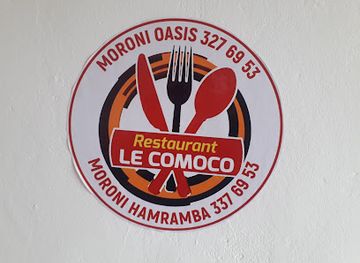 MORONI OASIS 327 69 53
Restaurant
LE COMOCO
MORONI HAMRAMBA 337 69 53